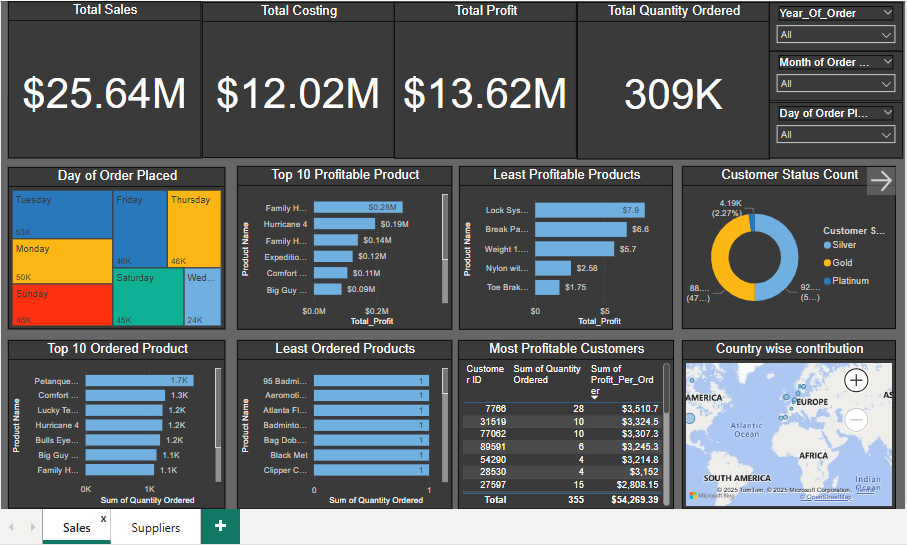 Total Sales
$25.64M
Total Costing
$12.02M
Total Profit
$13.62M
Total Quantity Ordered
309K
Year_Of_Order
All
Month of Order ...
All
Day of Order Pl...
All
Day of Order Placed
Tuesday
53K
Monday
50K
Sunday
46K
Friday
46K
Thursday
46K
Saturday
45K
Wed...
24K
Top 10 Profitable Product
Product Name
Family H...
$0.28M
Hurricane 4
$0.19M
Family H...
$0.14M
Expeditio...
$0.12M
Comfort ...
$0.11M
Big Guy ...
$0.09M
$0.0M
$0.2M
Total_Profit
Least Profitable Products
Product Name
Lock Sys...
$7.9
Break Pa...
$6.6
Weight 1...
$5.7
Nylon wit...
$2.58
Toe Brak...
$1.75
$0
$5
Total_Profit
Customer Status Count
4.19K
(2.27%)
88....
(47...)
92....
(5...)
Customer S...
Silver
Gold
Platinum
Top 10 Ordered Product
Product Name
Petanque...
1.7K
Comfort ...
1.3K
Lucky Te...
1.2K
Hurricane 4
1.2K
Bulls Eye...
1.2K
Big Guy ...
1.1K
Family H...
1.1K
0K
1K
Sum of Quantity Ordered
Least Ordered Products
Product Name
95 Badmi...
1
Aeromoti...
1
Atlanta Fl...
1
Badminto...
1
Bag Dob...
1
Black Met
1
Clipper C...
1
0
1
Sum of Quantity Ordered
Most Profitable Customers
Custome Sum of Quantity Sum of
r ID Ordered Profit_Per_Ord
er
7766 28 $3,510.7
31519 10 $3,324.5
77062 10 $3,307.3
89591 6 $3,245.3
54290 4 $3,214.8
28530 4 $3,152
27597 15 $2,808.15
Total 355 $54,269.39
Country wise contribution
AMERICA
EUROPE
AS
Atlantic
Ocean
AFRICA
SOUTH AMERICA
Indian
Ocean
Microsoft Bing
© 2025 TomTom, © 2025 Microsoft Corporation, Terms
© OpenStreetMap
Sales
x
Suppliers
+